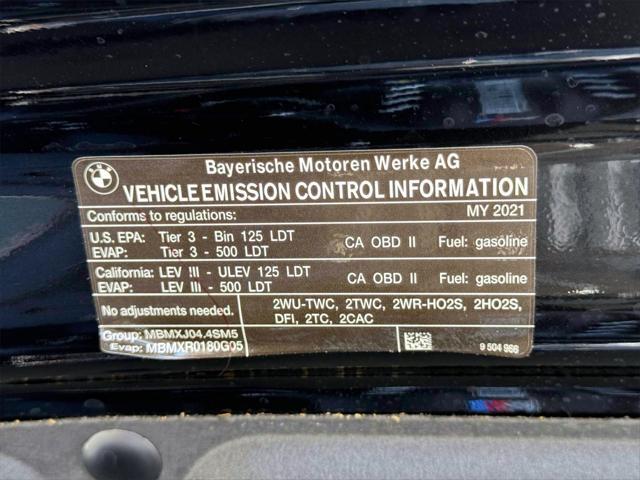 BMW
Bayerische Motoren Werke AG
VEHICLE EMISSION CONTROL INFORMATION
Conforms to regulations: MY 2021
U.S. EPA: Tier 3 - Bin 125 LDT CA OBD II Fuel: gasoline
EVAP: Tier 3 - 500 LDT
California: LEV III - ULEV 125 LDT CA OBD II Fuel: gasoline
EVAP: LEV III - 500 LDT
No adjustments needed.
2WU-TWC, 2TWC, 2WR-HO2S, 2HO2S,
DFI, 2TC, 2CAC
Group: MBMXJ04.4SM5
Evap: MBMXR0180G05
9 504 966